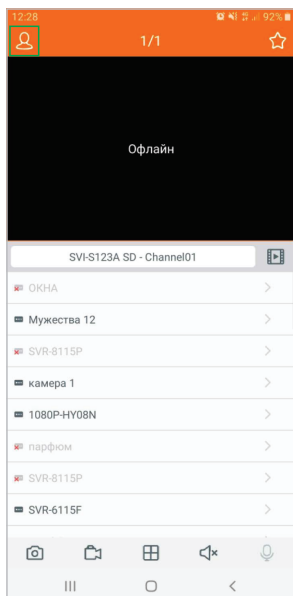 12:28 92%
1/1
Офлайн
SVI-S123A SD - Channel01
ОКНА
Мужества 12
SVR-8115P
камера 1
1080P-HY08N
парфюм
SVR-8115P
SVR-6115F